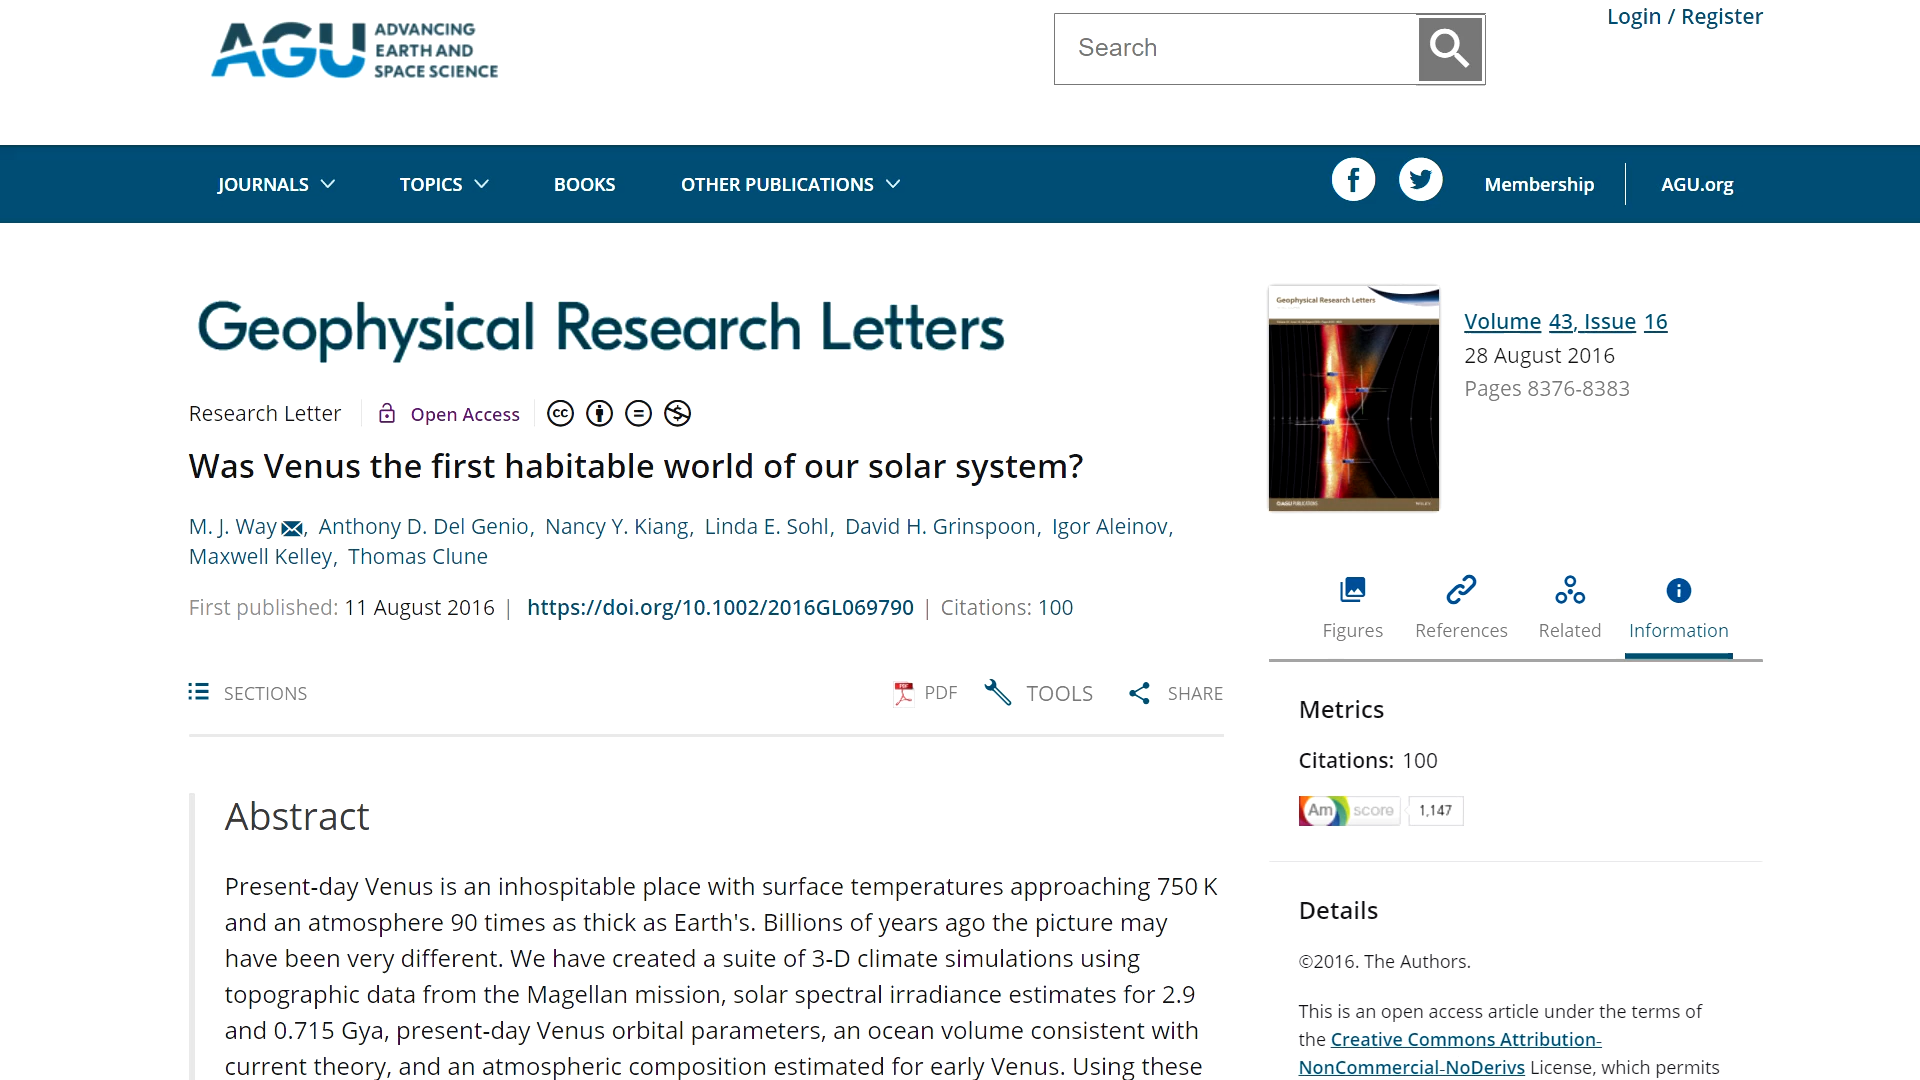 AGU ADVANCING
EARTH AND
SPACE SCIENCE
Search
Login / Register
JOURNALS
TOPICS
BOOKS
OTHER PUBLICATIONS
Membership
AGU.org
Geophysical Research Letters
Research Letter
Open Access
cc
Was Venus the first habitable world of our solar system?
M. J. Way, Anthony D. Del Genio, Nancy Y. Kiang, Linda E. Sohl, David H. Grinspoon, Igor Aleinov,
Maxwell Kelley, Thomas Clune
First published: 11 August 2016 | https://doi.org/10.1002/2016GL069790 | Citations: 100
SECTIONS
PDF
TOOLS
SHARE
Abstract
Present-day Venus is an inhospitable place with surface temperatures approaching 750 K
and an atmosphere 90 times as thick as Earth's. Billions of years ago the picture may
have been very different. We have created a suite of 3-D climate simulations using
topographic data from the Magellan mission, solar spectral irradiance estimates for 2.9
and 0.715 Gya, present-day Venus orbital parameters, an ocean volume consistent with
current theory, and an atmospheric composition estimated for early Venus. Using these
Geophysical Research Letters
Volume 43, Issue 16
28 August 2016
Pages 8376-8383
Figures
References
Related
Information
Metrics
Citations: 100
Am score 1,147
Details
©2016. The Authors.
This is an open access article under the terms of
the Creative Commons Attribution-
NonCommercial-NoDerivs License, which permits